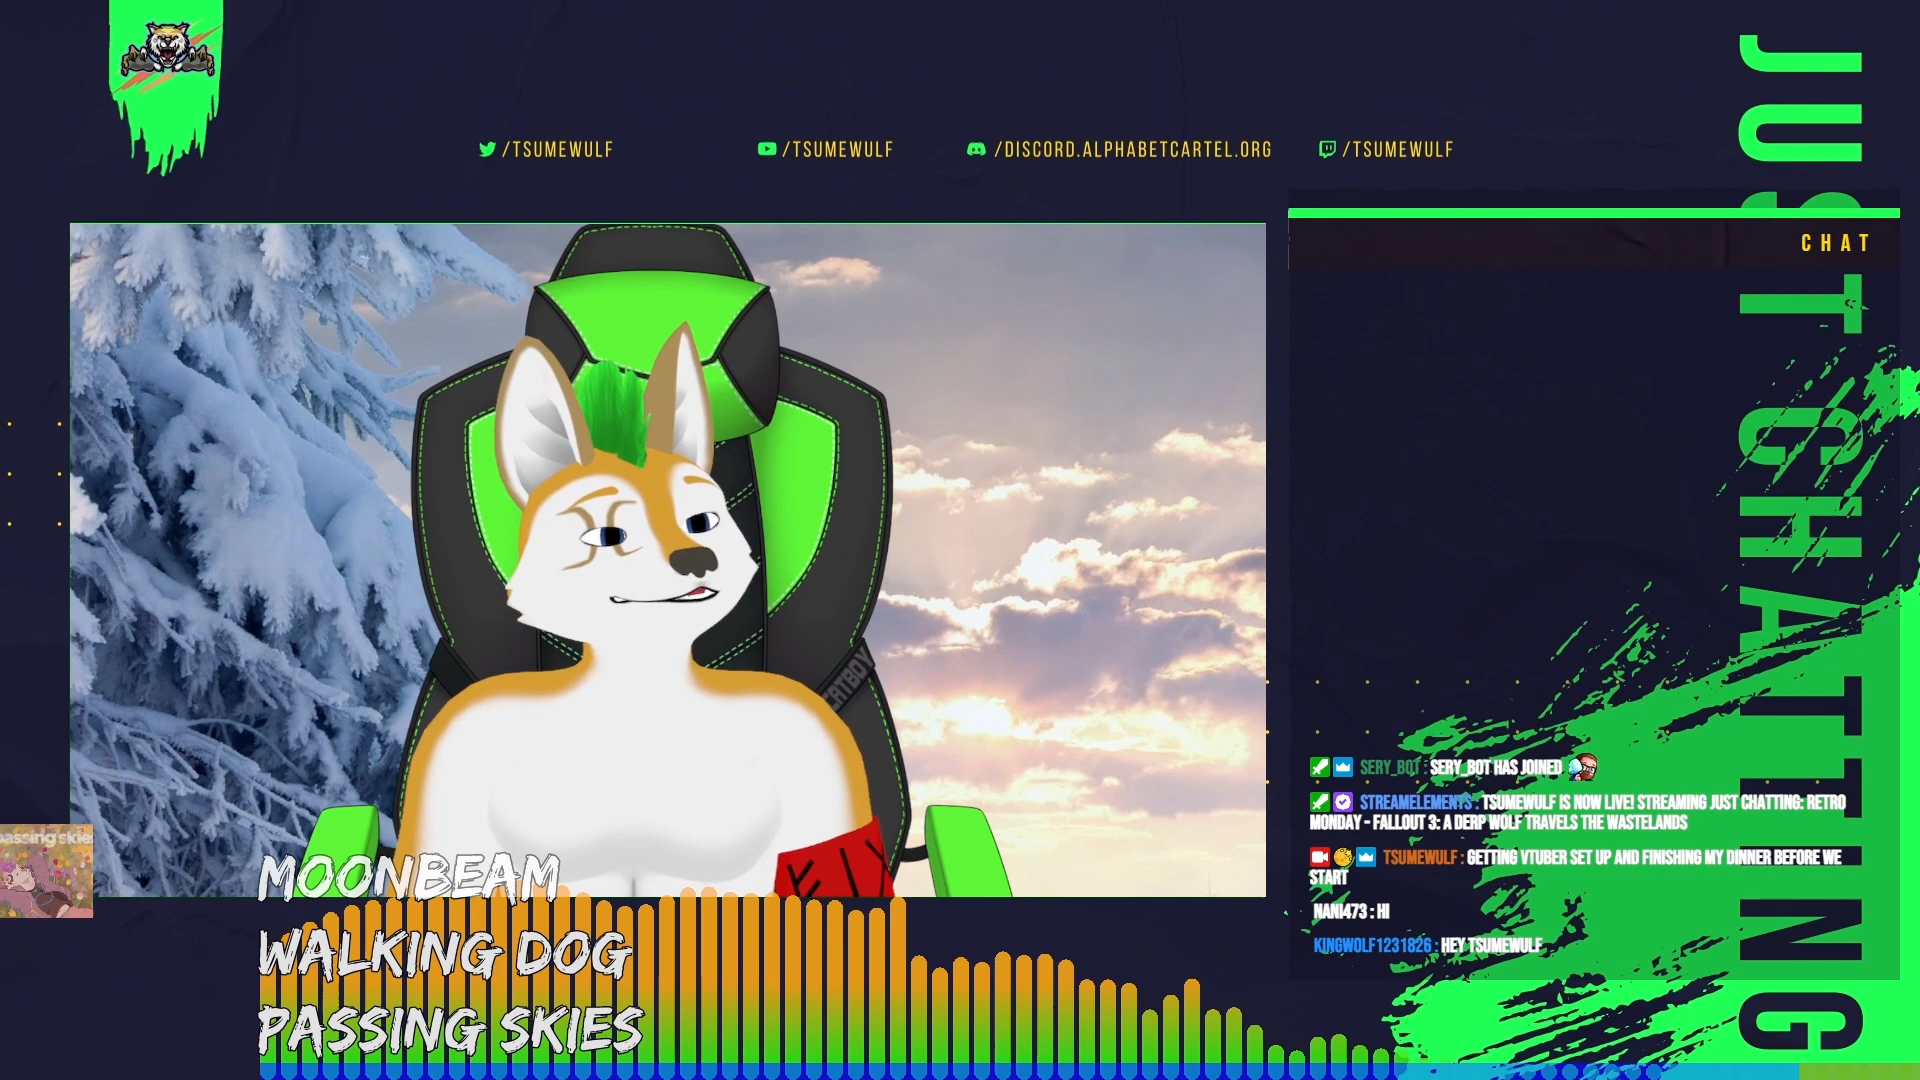 /TSUMEWULF
/TSUMEWULF
/DISCORD.ALPHABETCARTEL.ORG
/TSUMEWULF
JUST CHATTING
CHAT
SERY_BOT : SERY_BOT HAS JOINED
STREAMELEMENTS : TSUMEWULF IS NOW LIVE! STREAMING JUST CHATTING: RETRO
MONDAY - FALLOUT 3: A DERP WOLF TRAVELS THE WASTELANDS
TSUMEWULF : GETTING VTUBER SET UP AND FINISHING MY DINNER BEFORE WE
START
NANI473 : HI
KINGWOLF1231826 : HEY TSUMEWULF
passing skies
MOONBEAM
WALKING DOG
PASSING SKIES